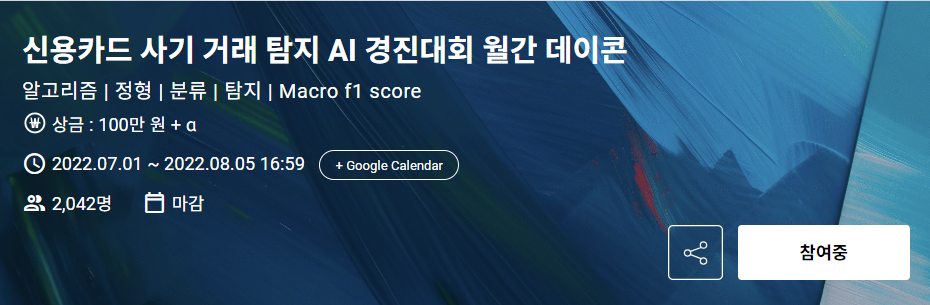 신용카드 사기 거래 탐지 AI 경진대회 월간 데이콘
알고리즘 | 정형 | 분류 | 탐지 | Macro f1 score
₩ 상금 : 100만 원 + α
2022.07.01 ~ 2022.08.05 16:59 + Google Calendar
2,042명 마감
참여중